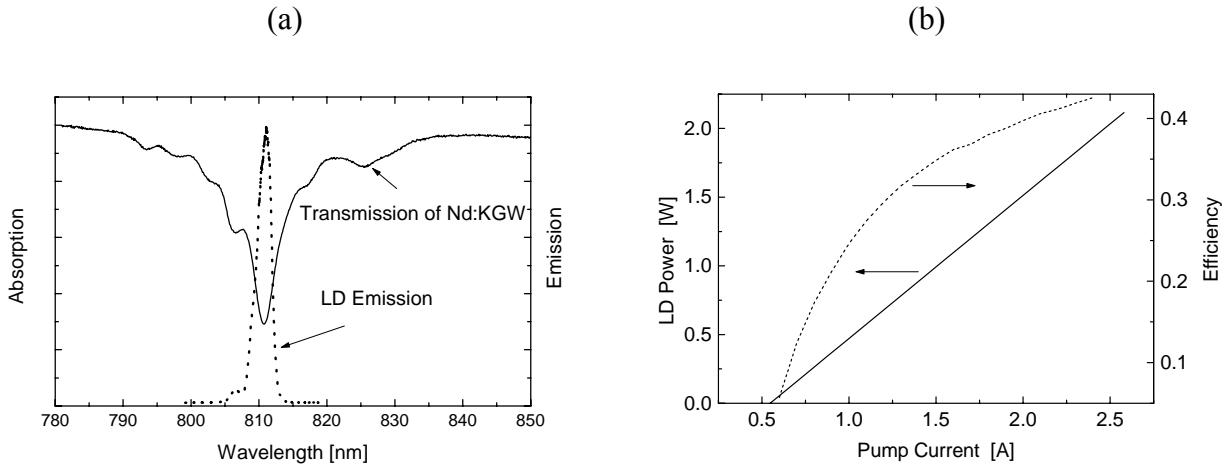 (a)
Absorption
Transmission of Nd:KGW
LD Emission
Emission
780 790 800 810 820 830 840 850
Wavelength [nm]
(b)
LD Power [W]
2.0
1.5
1.0
0.5
0.0
Efficiency
0.4
0.3
0.2
0.1
0.5 1.0 1.5 2.0 2.5
Pump Current [A]